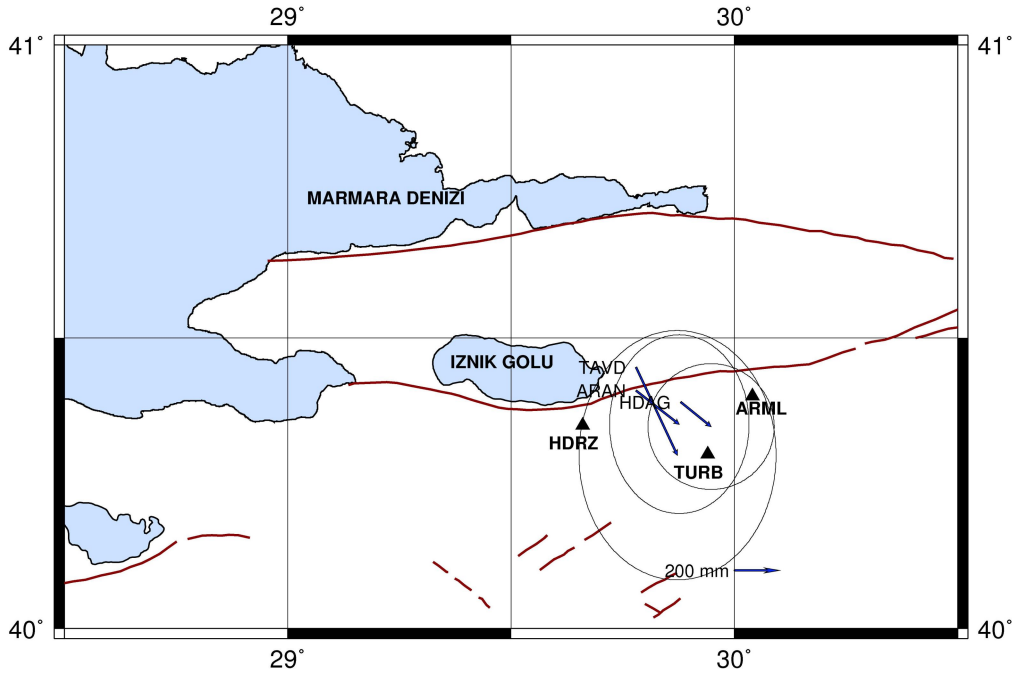 29° 30°
41° 41°
MARMARA DENIZI
IZNIK GOLU
TAVD
ARAN
HDAG
ARML
HDRZ
TURB
200 mm
40° 40°
29° 30°